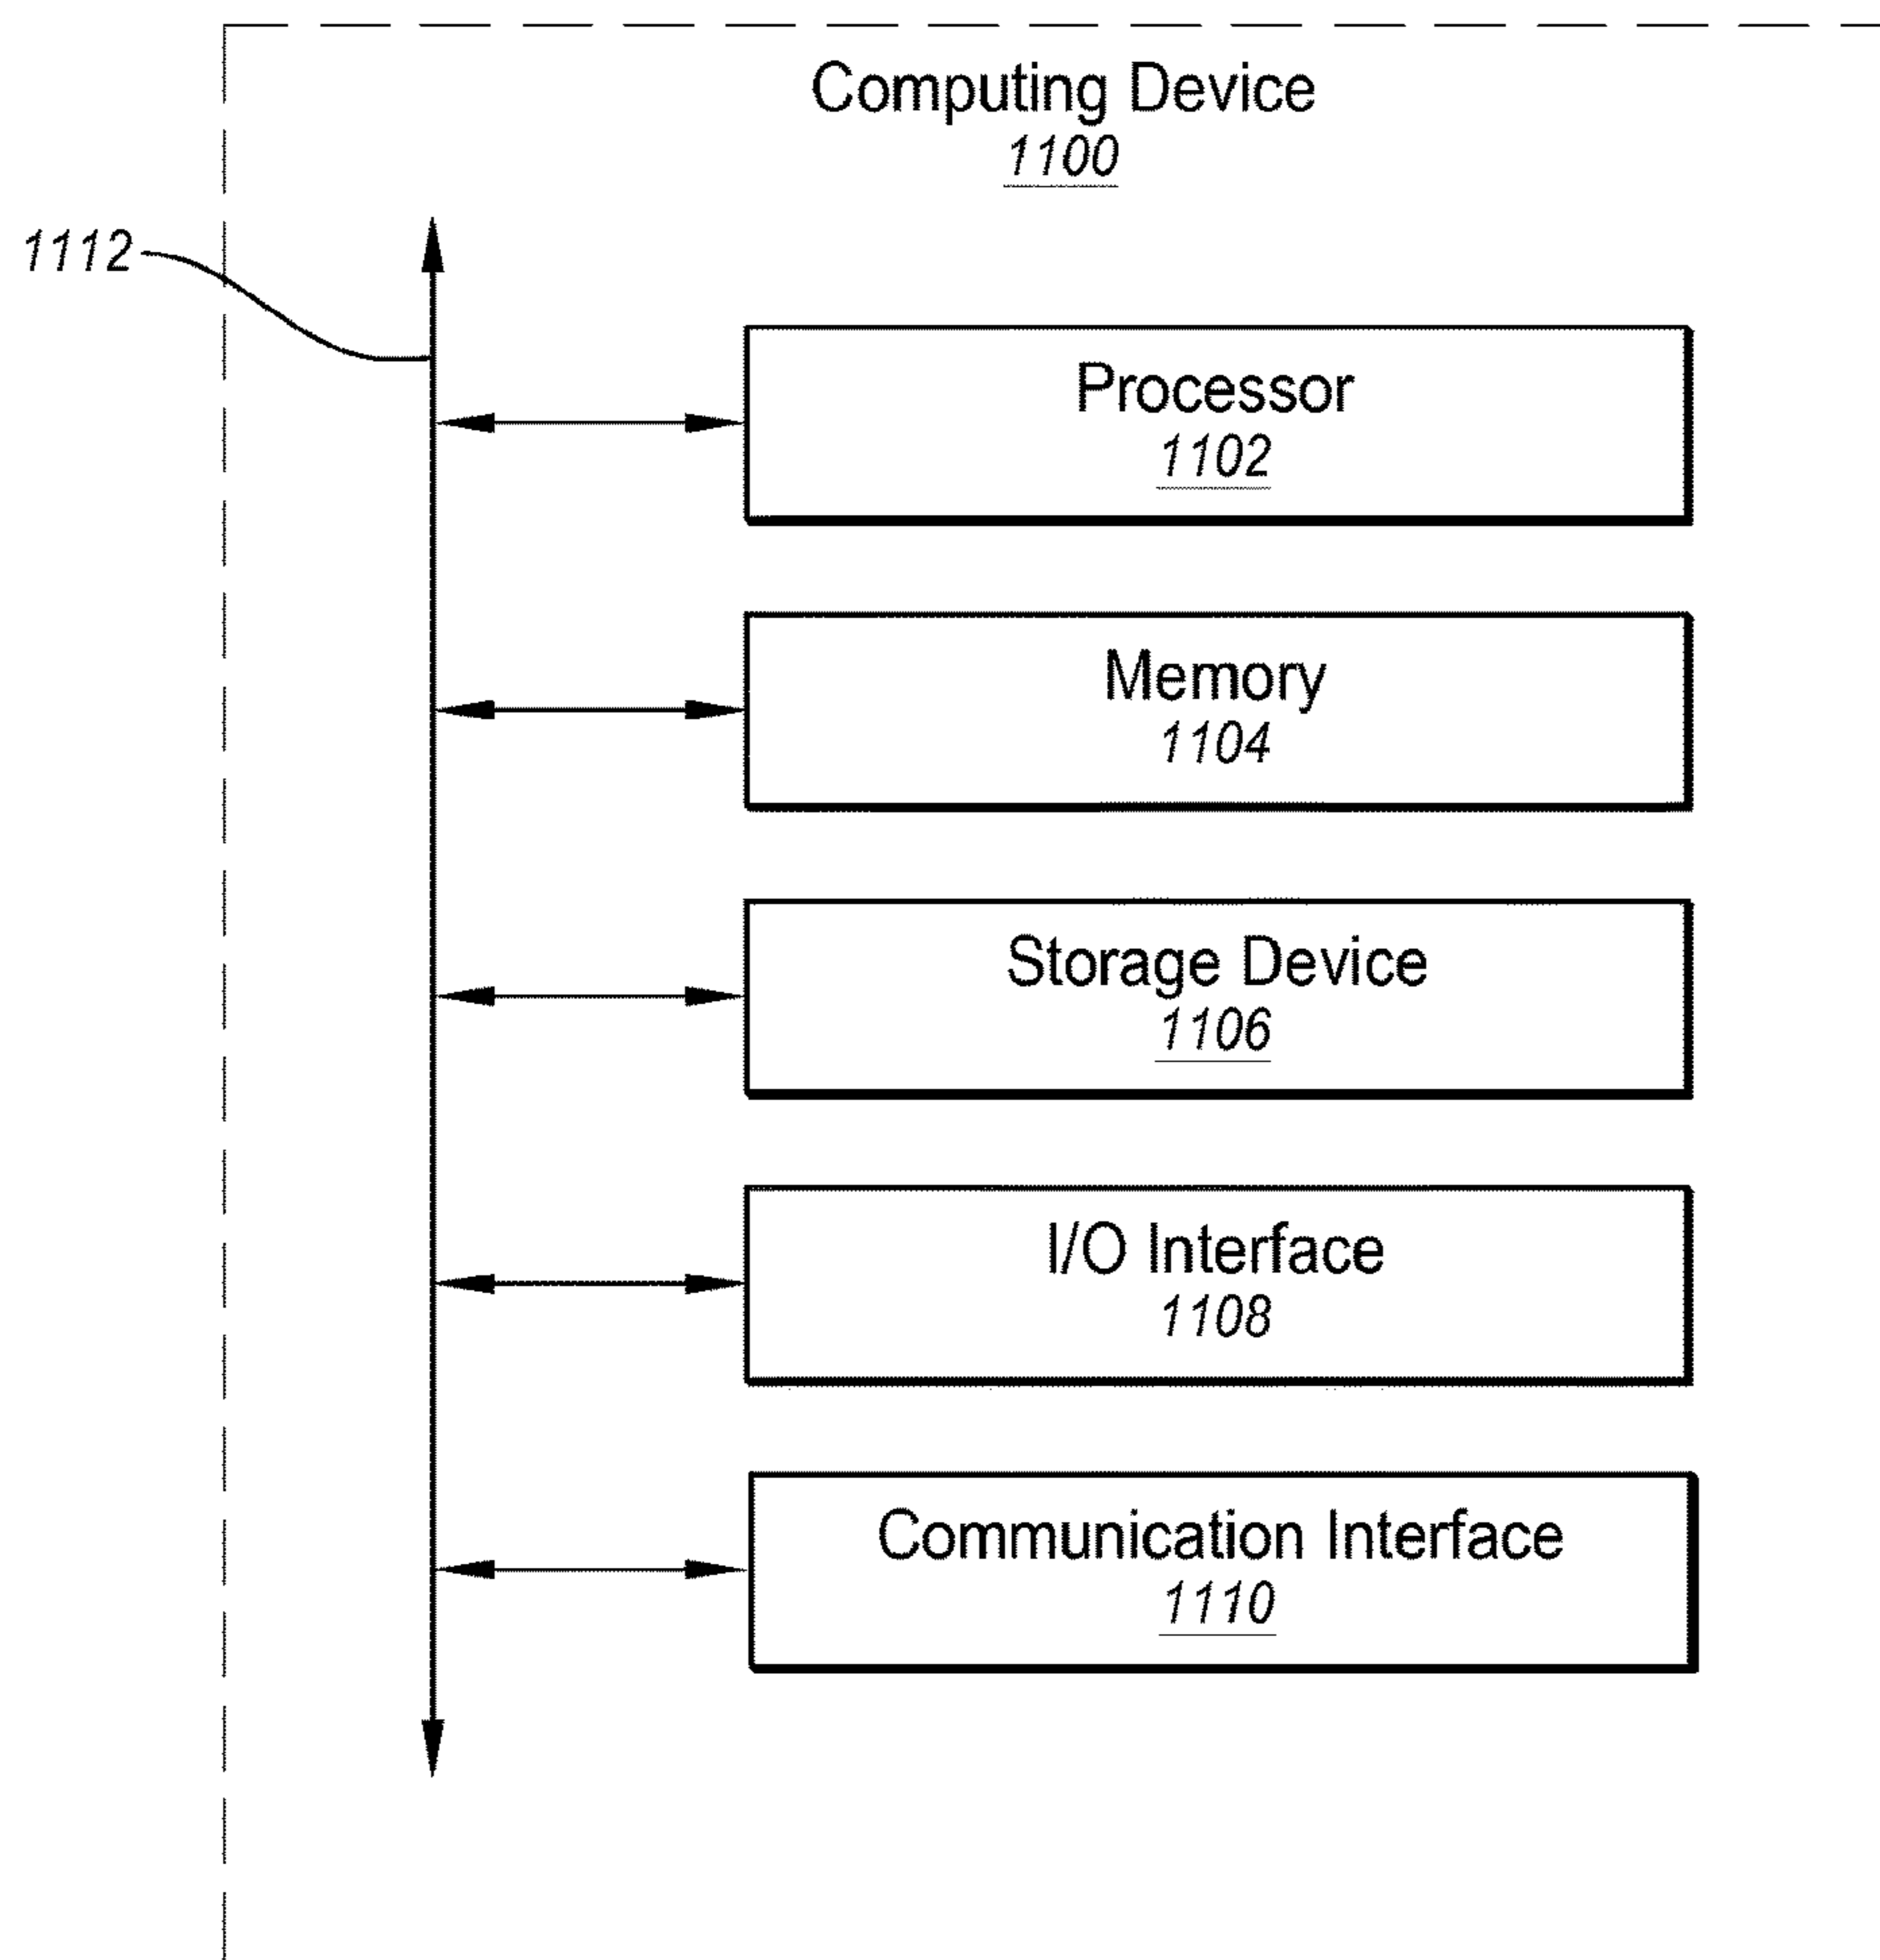 Computing Device
1100
1112
Processor
1102
Memory
1104
Storage Device
1106
I/O Interface
1108
Communication Interface
1110